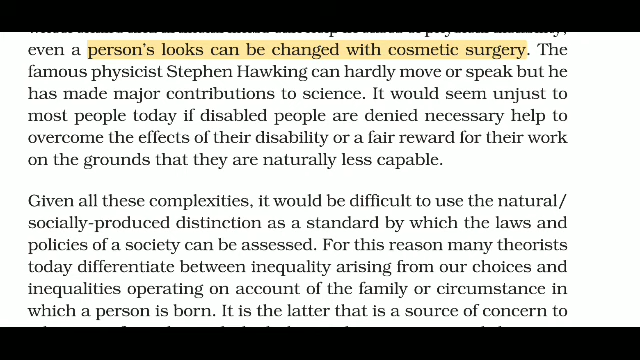 even a person's looks can be changed with cosmetic surgery. The
famous physicist Stephen Hawking can hardly move or speak but he
has made major contributions to science. It would seem unjust to
most people today if disabled people are denied necessary help to
overcome the effects of their disability or a fair reward for their work
on the grounds that they are naturally less capable.
Given all these complexities, it would be difficult to use the natural/
socially-produced distinction as a standard by which the laws and
policies of a society can be assessed. For this reason many theorists
today differentiate between inequality arising from our choices and
inequalities operating on account of the family or circumstance in
which a person is born. It is the latter that is a source of concern to